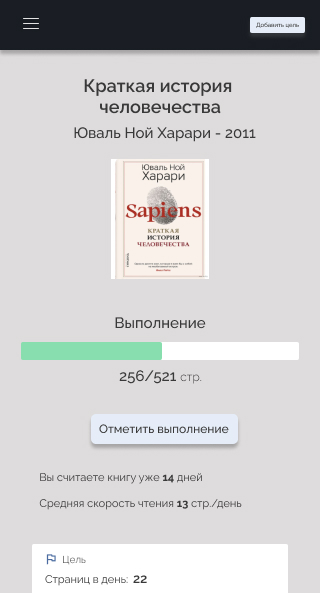 Добавить цель
Краткая история
человечества
Юваль Ной Харари - 2011
Юваль Ной
Харари
Sapiens
КРАТКАЯ
ИСТОРИЯ
ЧЕЛОВЕЧЕСТВА
Выполнение
256/521 стр.
Отметить выполнение
Вы считаете книгу уже 14 дней
Средняя скорость чтения 13 стр./день
Цель
Страниц в день: 22